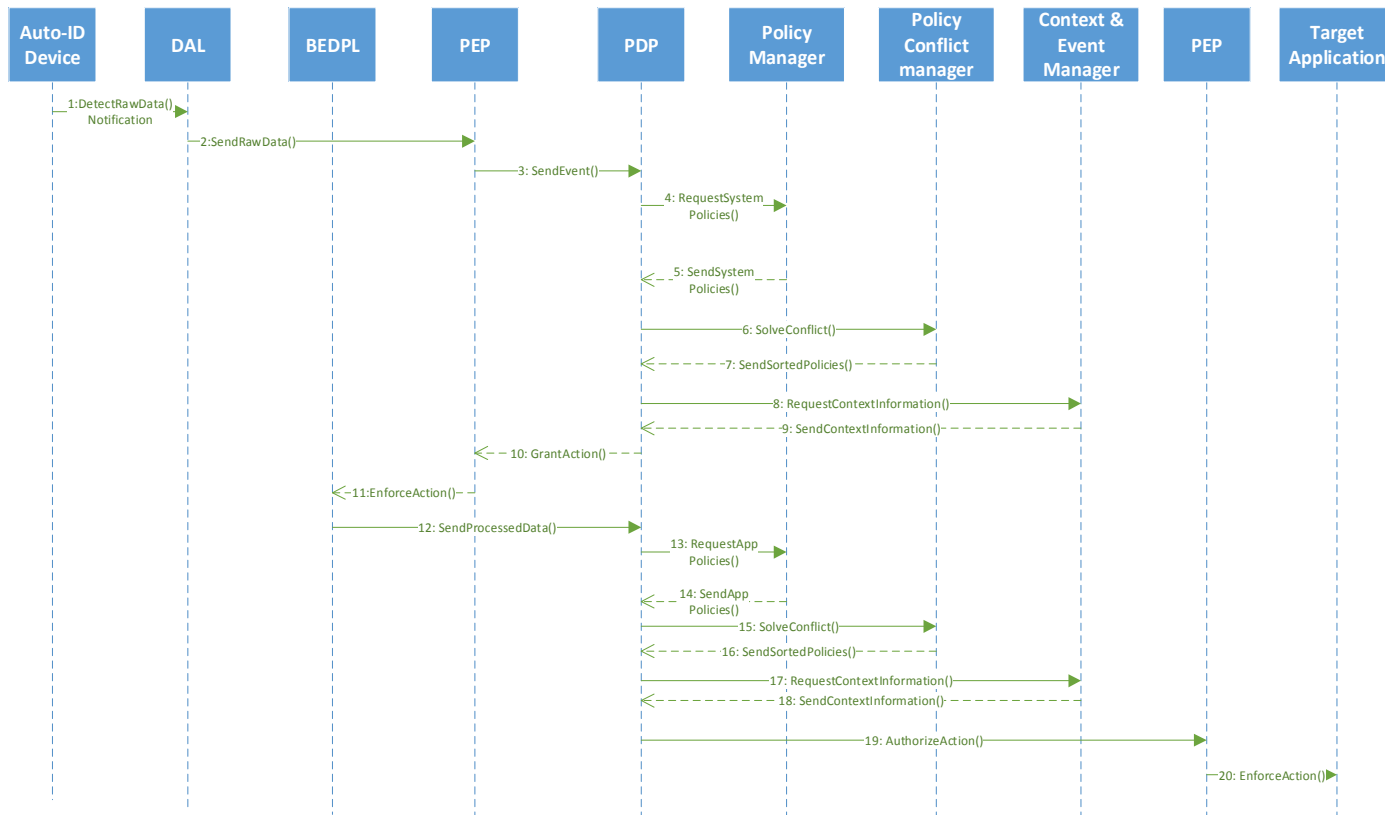 Auto-ID
Device
DAL
BEDPL
PEP
PDP
Policy
Manager
Policy
Conflict
manager
Context &
Event
Manager
PEP
Target
Application
1:DetectRawData()
Notification
2:SendRawData()
3: SendEvent()
4: RequestSystem
Policies()
5: SendSystem
Policies()
6: SolveConflict()
7: SendSortedPolicies()
8: RequestContextInformation()
9: SendContextInformation()
10: GrantAction()
11:EnforceAction()
12: SendProcessedData()
13: RequestApp
Policies()
14: SendApp
Policies()
15: SolveConflict()
16: SendSortedPolicies()
17: RequestContextInformation()
18: SendContextInformation()
19: AuthorizeAction()
20: EnforceAction()